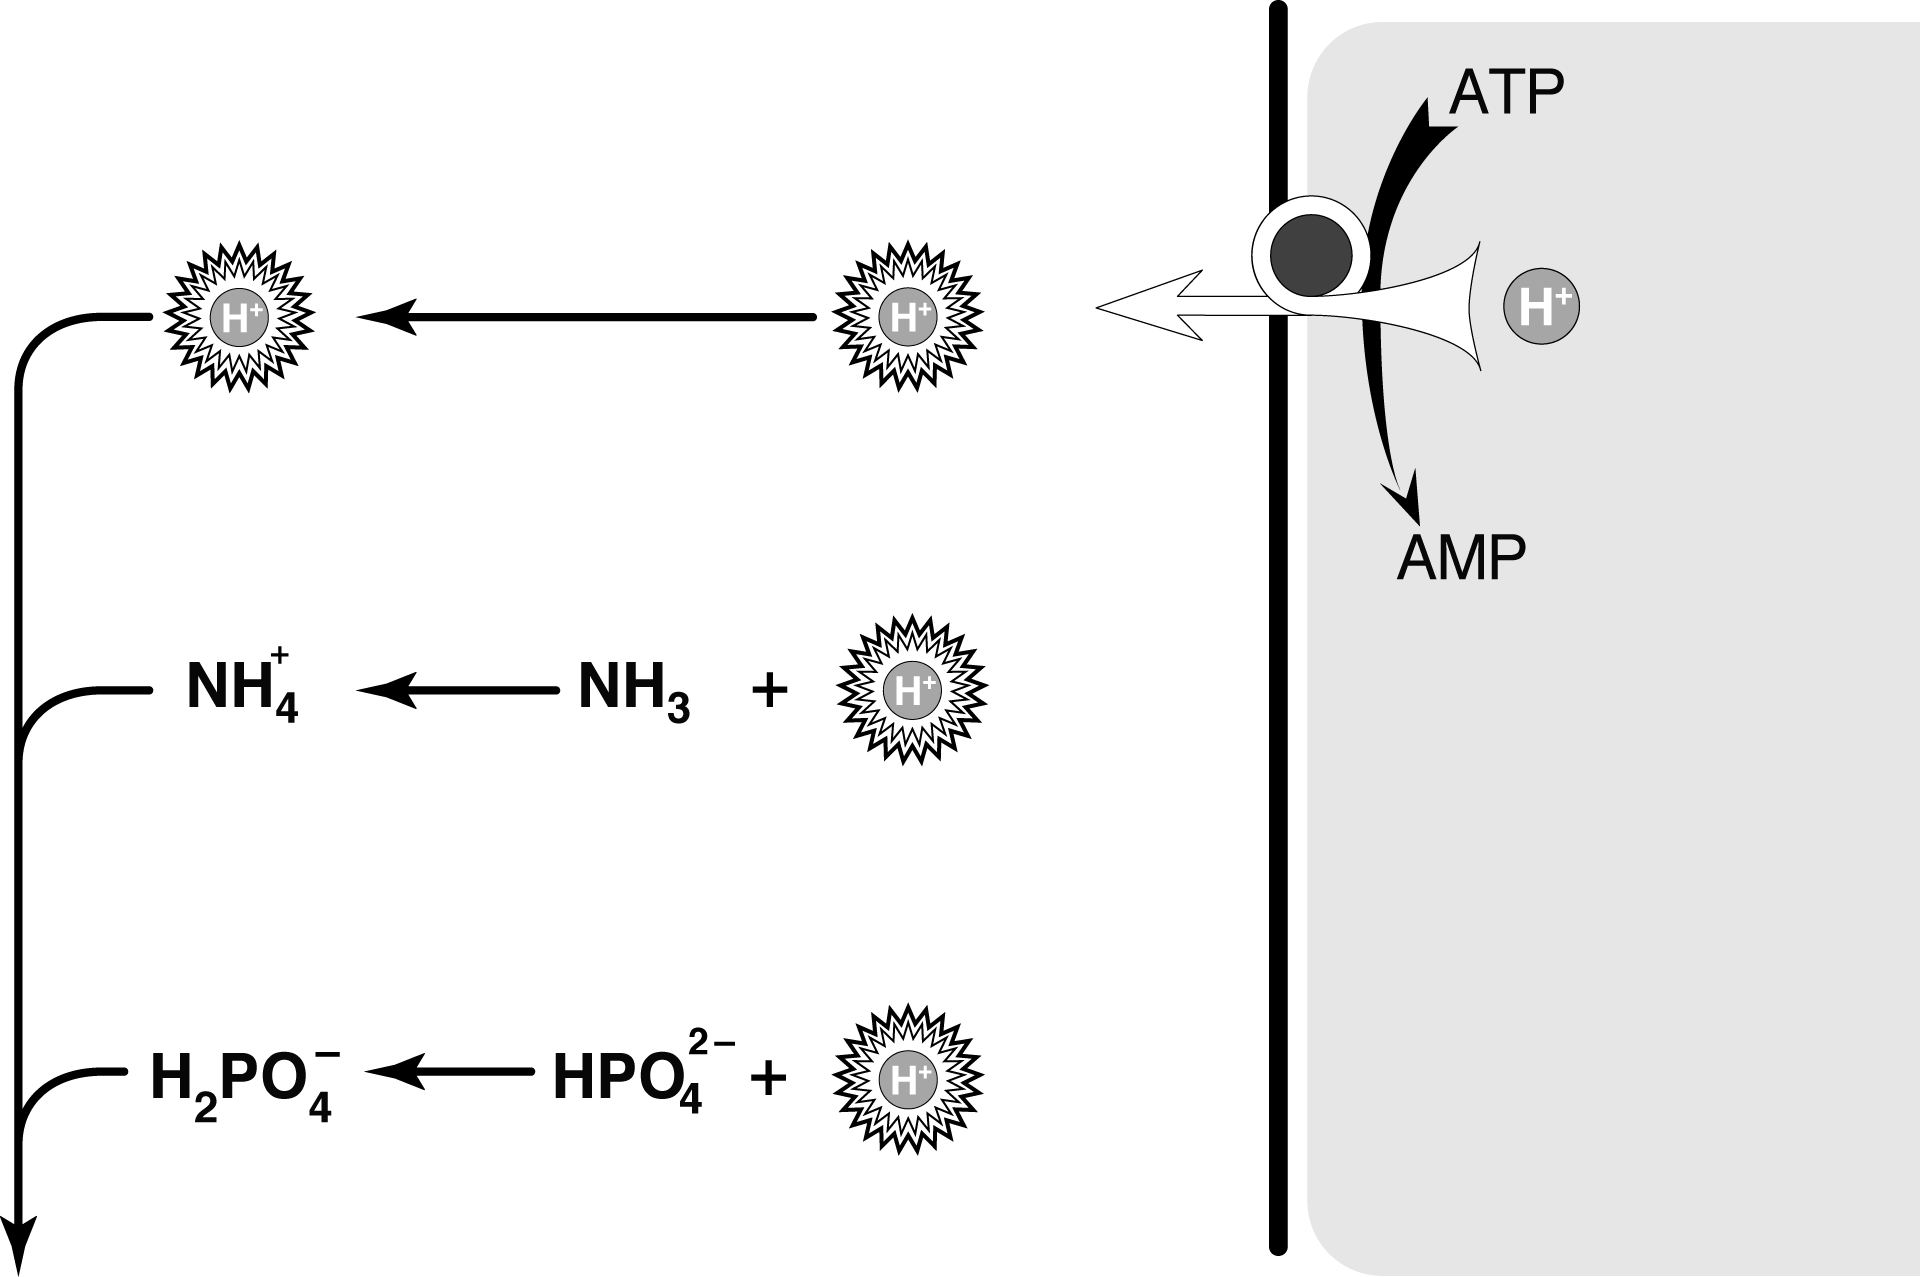 ATP
H⁺ H⁺ H⁺
AMP
NH₄⁺ NH₃ + H⁺
H₂PO₄⁻ HPO₄²⁻ + H⁺